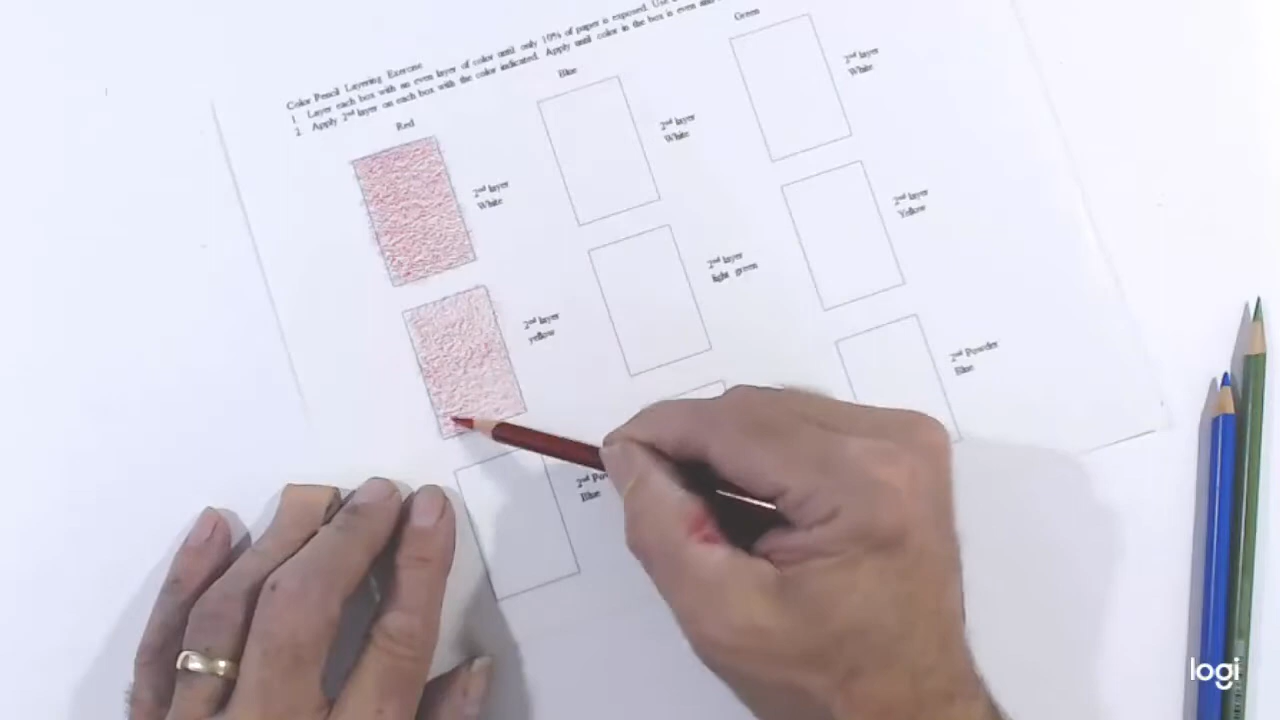 Color Pencil Layering Exercise
1. Layer each box with an even layer of color until only 10% of paper is exposed. Use
2. Apply 2nd layer on each box with the color indicated. Apply until color in the box is even and
Red
Blue
Green
2nd layer
White
2nd layer
White
2nd layer
White
2nd layer
yellow
2nd layer
light green
2nd layer
Yellow
2nd Pow
Blue
2nd Powder
Blue
logi